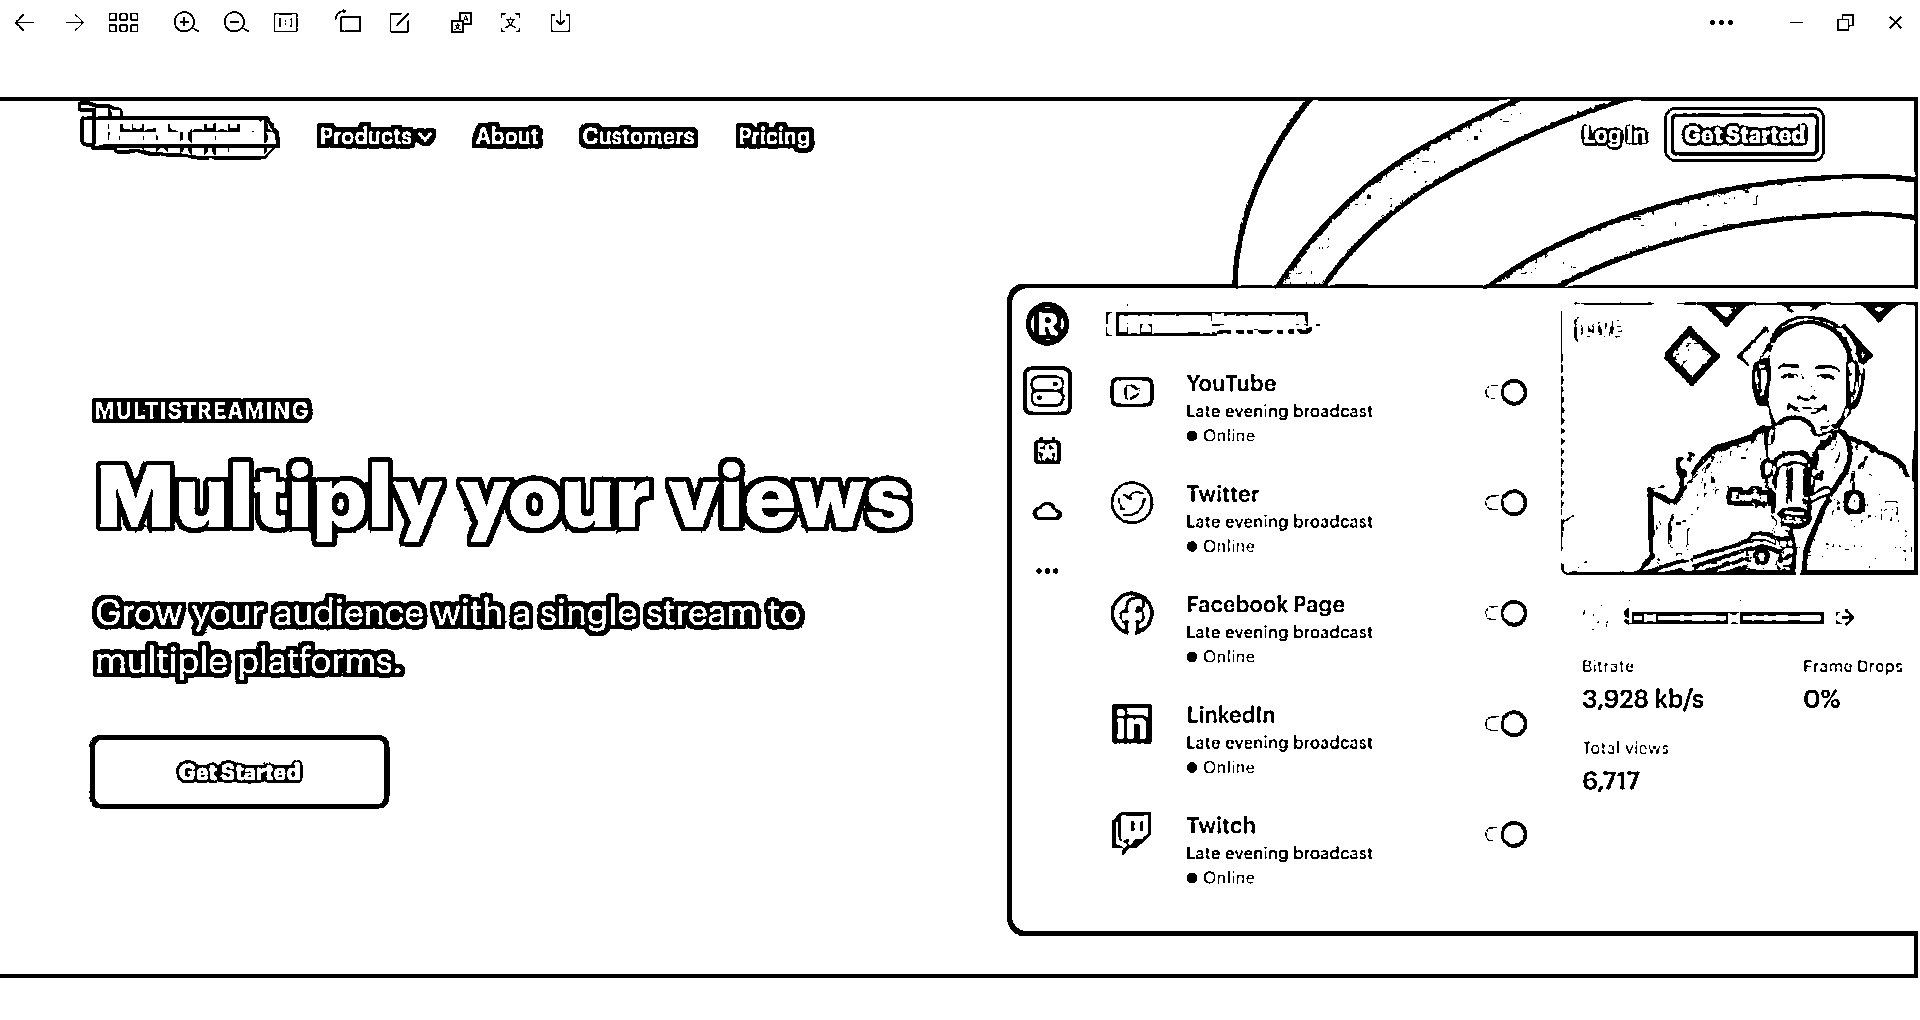 Products About Customers Pricing
Log In Get Started
MULTISTREAMING
Multiply your views
Grow your audience with a single stream to
multiple platforms.
Get Started
R
YouTube
Late evening broadcast
Online
Twitter
Late evening broadcast
Online
Facebook Page
Late evening broadcast
Online
LinkedIn
Late evening broadcast
Online
Twitch
Late evening broadcast
Online
Bitrate Frame Drops
3,928 kb/s 0%
Total views
6,717